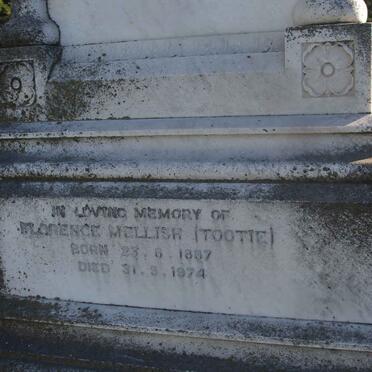 IN LOVING MEMORY OF
FLORENCE MELLISH (TOOTIE)
BORN 23. 6. 1887
DIED 31. 3. 1974